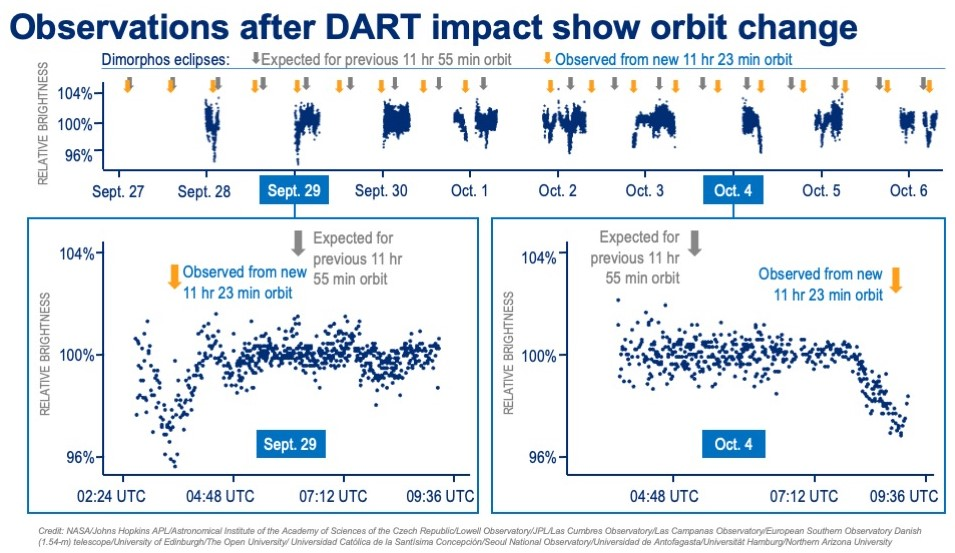 Observations after DART impact show orbit change
Dimorphos eclipses: Expected for previous 11 hr 55 min orbit Observed from new 11 hr 23 min orbit
RELATIVE BRIGHTNESS
104%
100%
96%
Sept. 27 Sept. 28 Sept. 29 Sept. 30 Oct. 1 Oct. 2 Oct. 3 Oct. 4 Oct. 5 Oct. 6
RELATIVE BRIGHTNESS
104%
100%
96%
Observed from new
11 hr 23 min orbit
Expected for
previous 11 hr
55 min orbit
Sept. 29
02:24 UTC 04:48 UTC 07:12 UTC 09:36 UTC
RELATIVE BRIGHTNESS
104%
100%
96%
Expected for
previous 11 hr
55 min orbit
Observed from new
11 hr 23 min orbit
Oct. 4
04:48 UTC 07:12 UTC 09:36 UTC
Credit: NASA/Johns Hopkins APL/Astronomical Institute of the Academy of Sciences of the Czech Republic/Lowell Observatory/JPL/Las Cumbres Observatory/Las Campanas Observatory/European Southern Observatory Danish
(1.54-m) telescope/University of Edinburgh/The Open University/ Universidad Católica de la Santísima Concepción/Seoul National Observatory/Universidad de Antofagasta/Universität Hamburg/Northern Arizona University